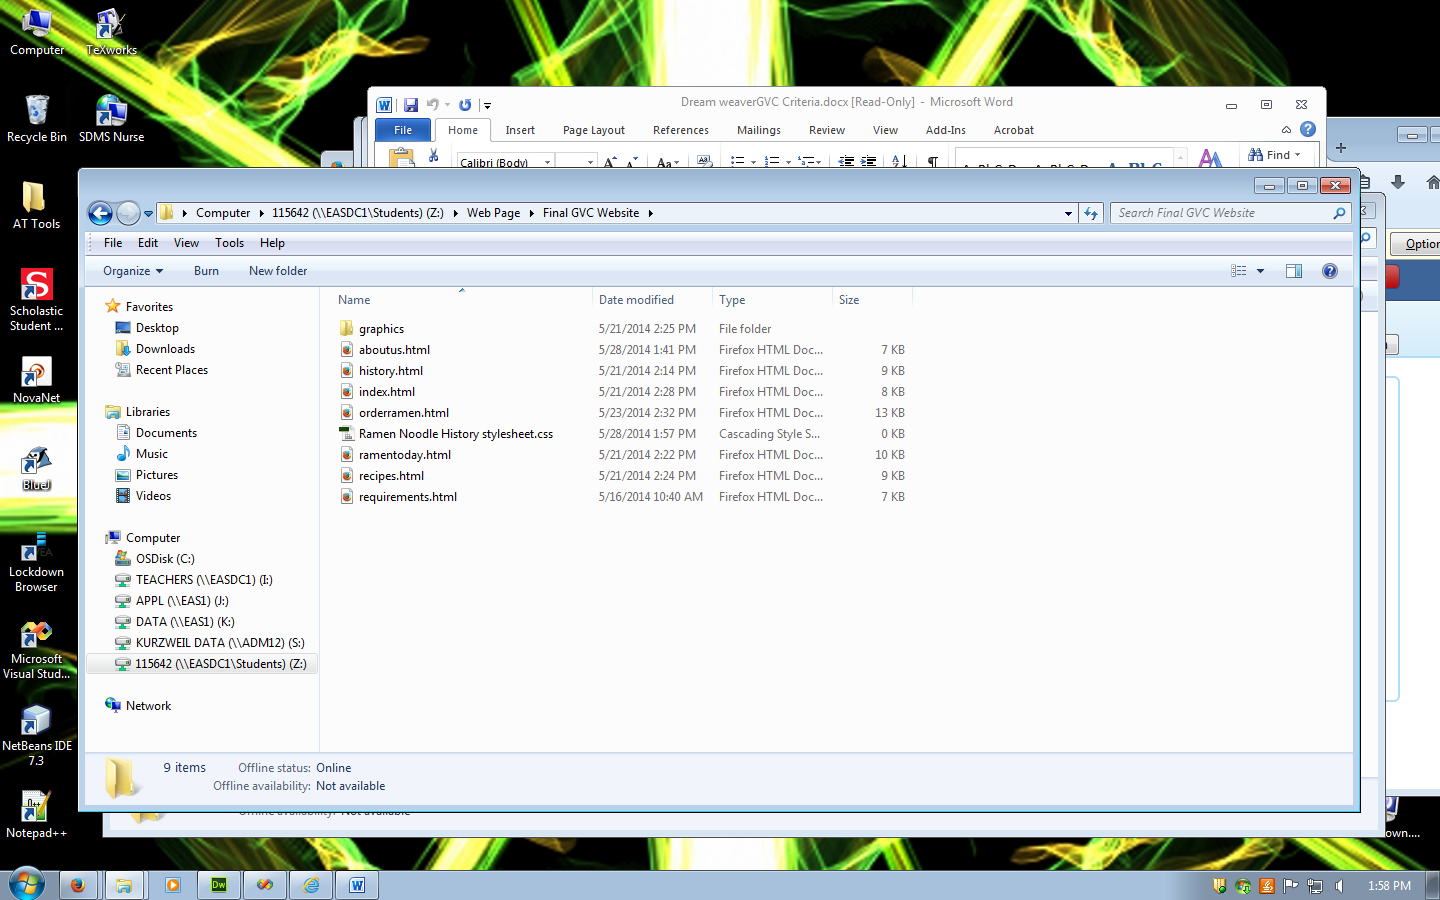 Computer
TeXworks
Recycle Bin
SDMS Nurse
AT Tools
Scholastic
Student ...
NovaNet
BlueJ
Lockdown
Browser
Microsoft
Visual Stud...
NetBeans IDE
7.3
Notepad++
Dream weaverGVC Criteria.docx [Read-Only] - Microsoft Word
File Home Insert Page Layout References Mailings Review View Add-Ins Acrobat
Calibri (Body)
Find
Computer 115642 (\\EASDC1\Students) (Z:) Web Page Final GVC Website
Search Final GVC Website
File Edit View Tools Help
Organize Burn New folder
Option
Name Date modified Type Size
graphics 5/21/2014 2:25 PM File folder
aboutus.html 5/28/2014 1:41 PM Firefox HTML Doc... 7 KB
history.html 5/21/2014 2:14 PM Firefox HTML Doc... 9 KB
index.html 5/21/2014 2:28 PM Firefox HTML Doc... 8 KB
orderramen.html 5/23/2014 2:32 PM Firefox HTML Doc... 13 KB
Ramen Noodle History stylesheet.css 5/28/2014 1:57 PM Cascading Style S... 0 KB
ramentoday.html 5/21/2014 2:22 PM Firefox HTML Doc... 10 KB
recipes.html 5/21/2014 2:24 PM Firefox HTML Doc... 9 KB
requirements.html 5/16/2014 10:40 AM Firefox HTML Doc... 7 KB
Favorites
Desktop
Downloads
Recent Places
Libraries
Documents
Music
Pictures
Videos
Computer
OSDisk (C:)
TEACHERS (\\EASDC1) (I:)
APPL (\\EAS1) (J:)
DATA (\\EAS1) (K:)
KURZWEIL DATA (\\ADM12) (S:)
115642 (\\EASDC1\Students) (Z:)
Network
9 items Offline status: Online
Offline availability: Not available
own....
Dw
1:58 PM